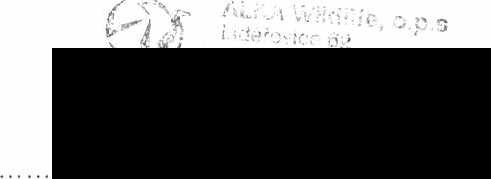 ALKA Wildlife, o.p.s
Lidéřovice 62
......